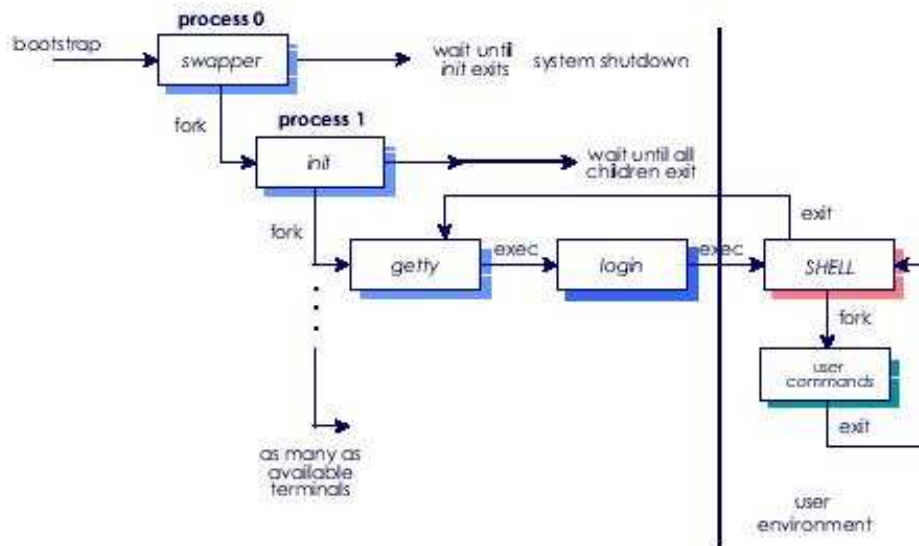 process 0
bootstrap
swapper
wait until
init exits
system shutdown
fork
process 1
init
wait until all
children exit
fork
exit
getty
exec
login
exec
SHELL
fork
user
commands
exit
as many as
available
terminals
user
environment